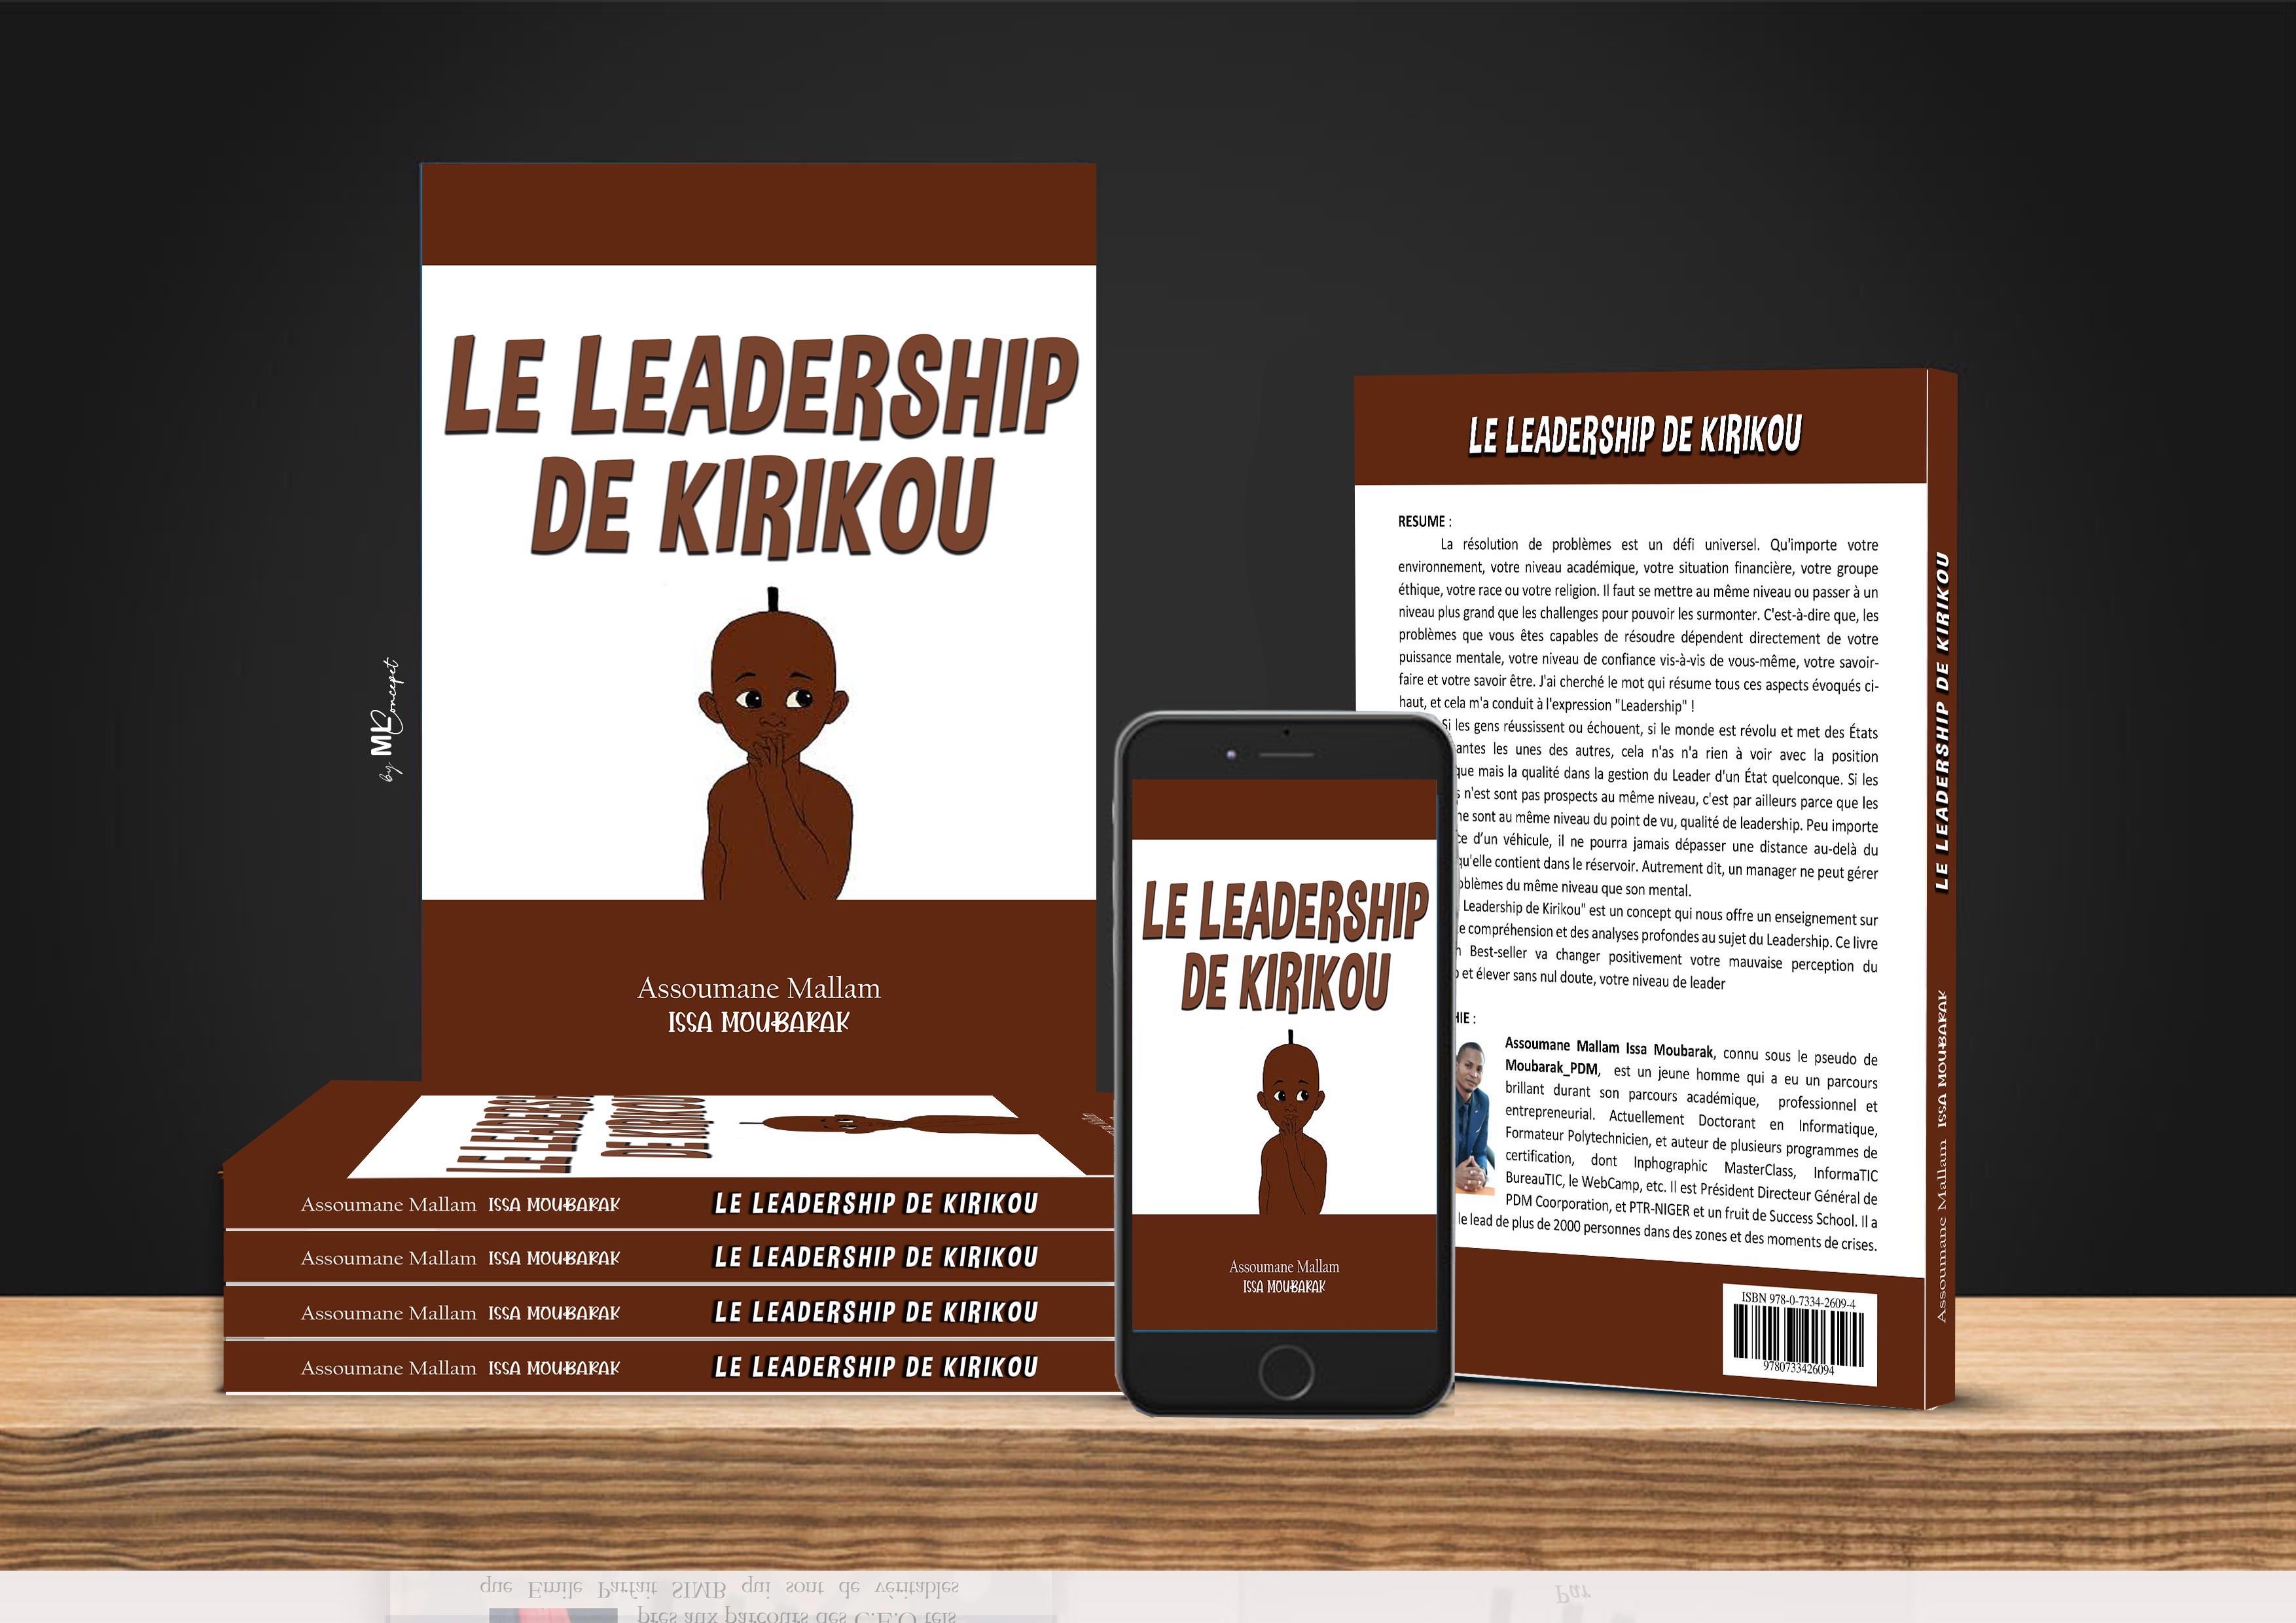 LE LEADERSHIP
DE KIRIKOU
Assoumane Mallam
ISSA MOUBARAK
by MLConcepet
LE LEADERSHIP
DE KIRIKOU
Assoumane Mallam ISSA MOUBARAK LE LEADERSHIP DE KIRIKOU
Assoumane Mallam ISSA MOUBARAK LE LEADERSHIP DE KIRIKOU
Assoumane Mallam ISSA MOUBARAK LE LEADERSHIP DE KIRIKOU
Assoumane Mallam ISSA MOUBARAK LE LEADERSHIP DE KIRIKOU
LE LEADERSHIP
DE KIRIKOU
Assoumane Mallam
ISSA MOUBARAK
LE LEADERSHIP DE KIRIKOU
RESUME :
La résolution de problèmes est un défi universel. Qu'importe votre
environnement, votre niveau académique, votre situation financière, votre groupe
éthique, votre race ou votre religion. Il faut se mettre au même niveau ou passer à un
niveau plus grand que les challenges pour pouvoir les surmonter. C'est-à-dire que, les
problèmes que vous êtes capables de résoudre dépendent directement de votre
puissance mentale, votre niveau de confiance vis-à-vis de vous-même, votre savoir-
faire et votre savoir être. J'ai cherché le mot qui résume tous ces aspects évoqués ci-
haut, et cela m'a conduit à l'expression "Leadership" !
Si les gens réussissent ou échouent, si le monde est révolu et met des États
les unes des autres, cela n'as n'a rien à voir avec la position
mais la qualité dans la gestion du Leader d'un État quelconque. Si les
n'est sont pas prospects au même niveau, c'est par ailleurs parce que les
ne sont au même niveau du point de vu, qualité de leadership. Peu importe
d'un véhicule, il ne pourra jamais dépasser une distance au-delà du
qu'elle contient dans le réservoir. Autrement dit, un manager ne peut gérer
du même niveau que son mental.
Leadership de Kirikou" est un concept qui nous offre un enseignement sur
compréhension et des analyses profondes au sujet du Leadership. Ce livre
Best-seller va changer positivement votre mauvaise perception du
et élever sans nul doute, votre niveau de leader
Assoumane Mallam Issa Moubarak, connu sous le pseudo de
Moubarak_PDM, est un jeune homme qui a eu un parcours
brillant durant son parcours académique, professionnel et
entrepreneurial. Actuellement Doctorant en Informatique,
Formateur Polytechnicien, et auteur de plusieurs programmes de
certification, dont Inphographic MasterClass, InformaTIC
BureauTIC, le WebCamp, etc. Il est Président Directeur Général de
PDM Coorporation, et PTR-NIGER et un fruit de Success School. Il a
le lead de plus de 2000 personnes dans des zones et des moments de crises.
ISBN 978-0-7334-2609-4
9780733426094
LE LEADERSHIP DE KIRIKOU
Assoumane Mallam ISSA MOUBARAK
que Emile Parfait SIMB qui sont de véritables
près aux parcours des C.E.O tels
Par